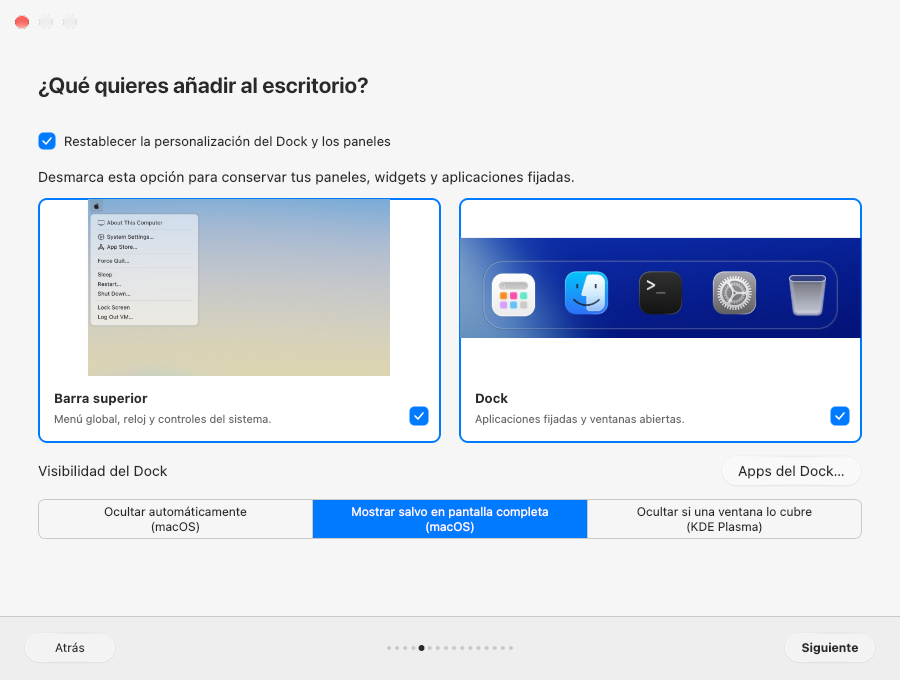 ¿Qué quieres añadir al escritorio?
Restablecer la personalización del Dock y los paneles
Desmarca esta opción para conservar tus paneles, widgets y aplicaciones fijadas.
About This Computer
System Settings...
App Store...
Force Quit...
Sleep
Restart...
Shut Down...
Lock Screen
Log Out VM...
>_
Barra superior
Menú global, reloj y controles del sistema.
Dock
Aplicaciones fijadas y ventanas abiertas.
Visibilidad del Dock
Apps del Dock...
Ocultar automáticamente
(macOS)
Mostrar salvo en pantalla completa
(macOS)
Ocultar si una ventana lo cubre
(KDE Plasma)
Atrás
Siguiente